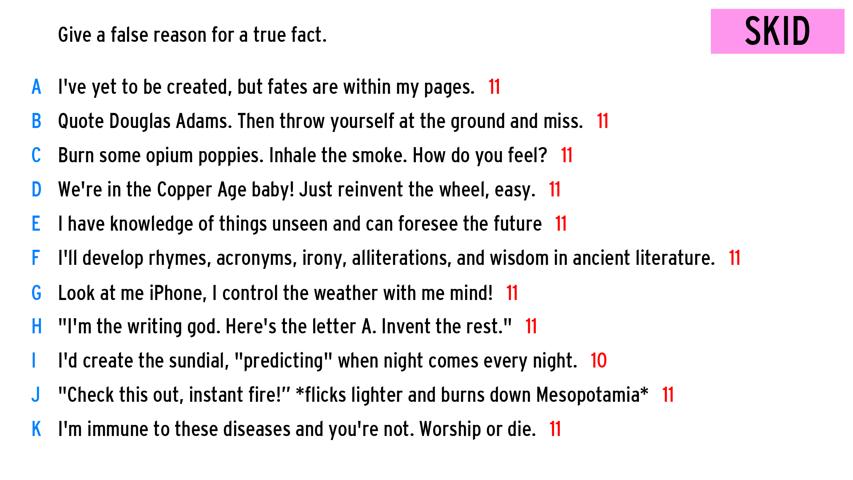 Give a false reason for a true fact.
SKID
A I've yet to be created, but fates are within my pages. 11
B Quote Douglas Adams. Then throw yourself at the ground and miss. 11
C Burn some opium poppies. Inhale the smoke. How do you feel? 11
D We're in the Copper Age baby! Just reinvent the wheel, easy. 11
E I have knowledge of things unseen and can foresee the future 11
F I'll develop rhymes, acronyms, irony, alliterations, and wisdom in ancient literature. 11
G Look at me iPhone, I control the weather with me mind! 11
H "I'm the writing god. Here's the letter A. Invent the rest." 11
I I'd create the sundial, "predicting" when night comes every night. 10
J "Check this out, instant fire!” *flicks lighter and burns down Mesopotamia* 11
K I'm immune to these diseases and you're not. Worship or die. 11